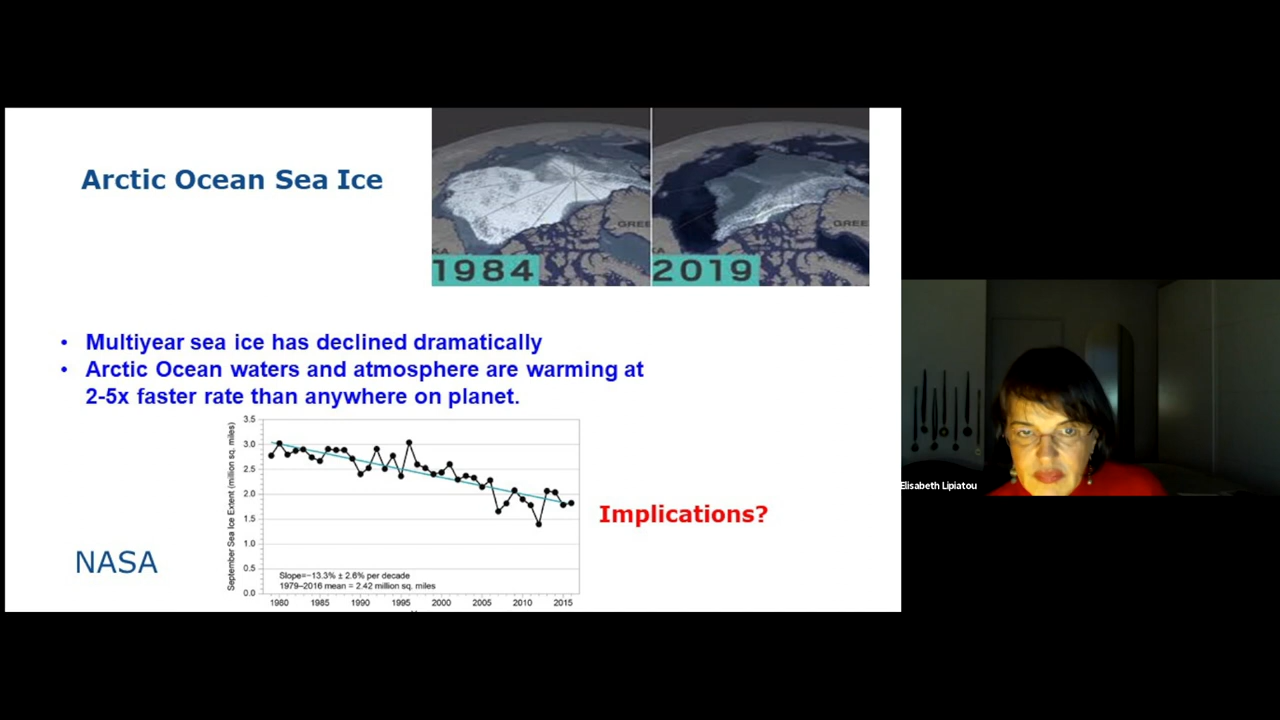 Arctic Ocean Sea Ice
KA
GREE
1984
GRE
2019
• Multiyear sea ice has declined dramatically
• Arctic Ocean waters and atmosphere are warming at
2-5x faster rate than anywhere on planet.
September Sea Ice Extent (million sq. miles)
3.5
3.0
2.5
2.0
1.5
1.0
0.5
0.0
Slope=−13.3% ± 2.6% per decade
1979–2016 mean = 2.42 million sq. miles
1980 1985 1990 1995 2000 2005 2010 2015
Implications?
NASA
Elisabeth Lipiatou